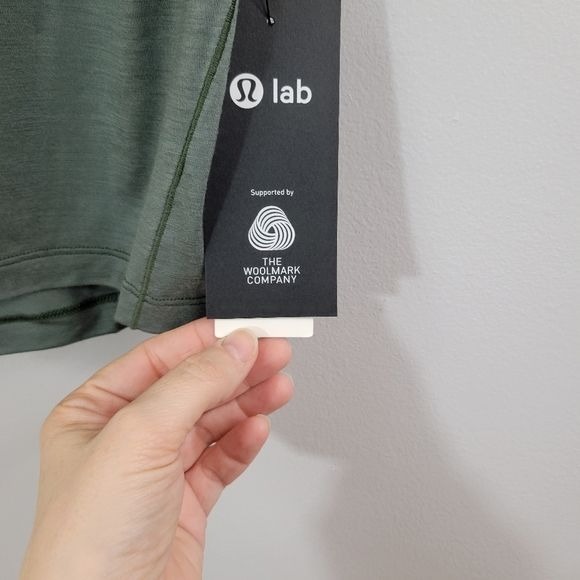 lab
Supported by
THE
WOOLMARK
COMPANY